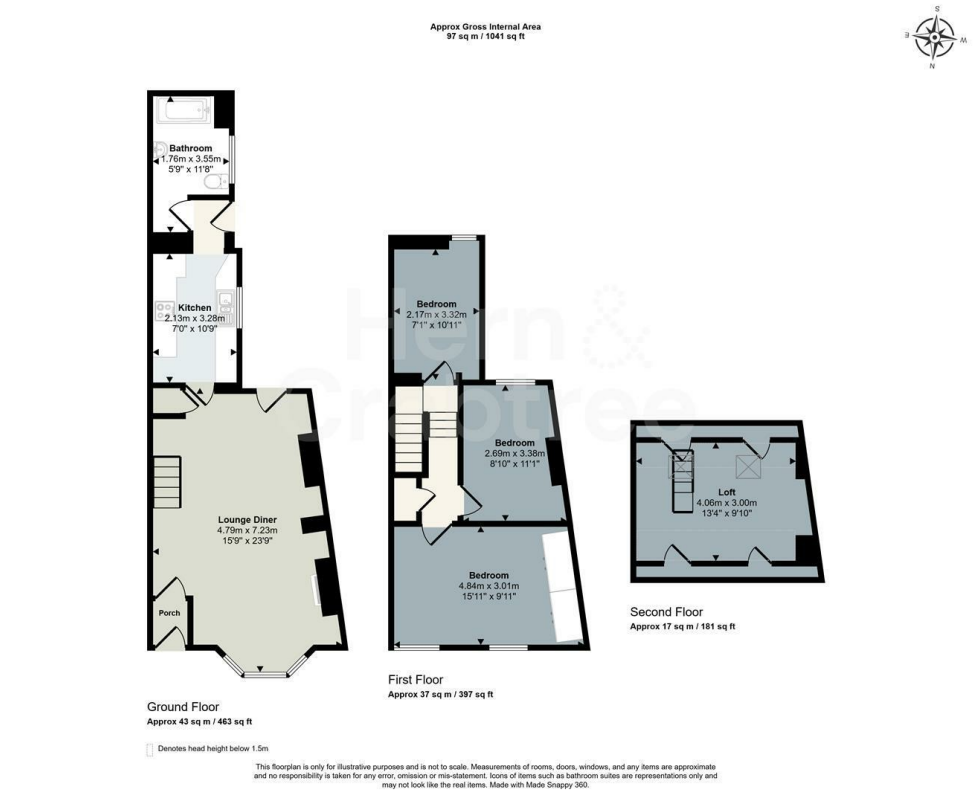 Approx Gross Internal Area
97 sq m / 1041 sq ft
S
E
W
N
Bathroom
1.76m x 3.55m
5'9" x 11'8"
Kitchen
2.13m x 3.28m
7'0" x 10'9"
Lounge Diner
4.79m x 7.23m
15'9" x 23'9"
Porch
Ground Floor
Approx 43 sq m / 463 sq ft
Bedroom
2.17m x 3.32m
7'1" x 10'11"
Bedroom
2.69m x 3.38m
8'10" x 11'1"
Bedroom
4.84m x 3.01m
15'11" x 9'11"
First Floor
Approx 37 sq m / 397 sq ft
Loft
4.06m x 3.00m
13'4" x 9'10"
Second Floor
Approx 17 sq m / 181 sq ft
Hern &
Crabtree
Denotes head height below 1.5m
This floorplan is only for illustrative purposes and is not to scale. Measurements of rooms, doors, windows, and any items are approximate
and no responsibility is taken for any error, omission or mis-statement. Icons of items such as bathroom suites are representations only and
may not look like the real items. Made with Made Snappy 360.